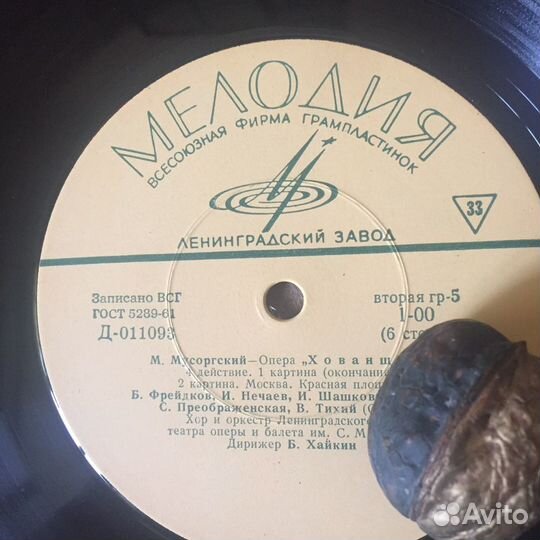 МЕЛОДИЯ
ВСЕСОЮЗНАЯ ФИРМА ГРАМПЛАСТИНОК
33
ЛЕНИНГРАДСКИЙ ЗАВОД
Записано ВСГ
ГОСТ 5289-61
Д-011093
вторая гр-5
1-00
(6
М. Мусоргский—Опера „Хованщ
4 действие. 1 картина (окончани
2 картина. Москва. Красная площ
Б. Фрейдков, И. Нечаев, И. Шашков
С. Преображенская, В. Тихий (
Хор и оркестр Ленинградского
театра оперы и балета им. С. М
Дирижер Б. Хайкин
Avito